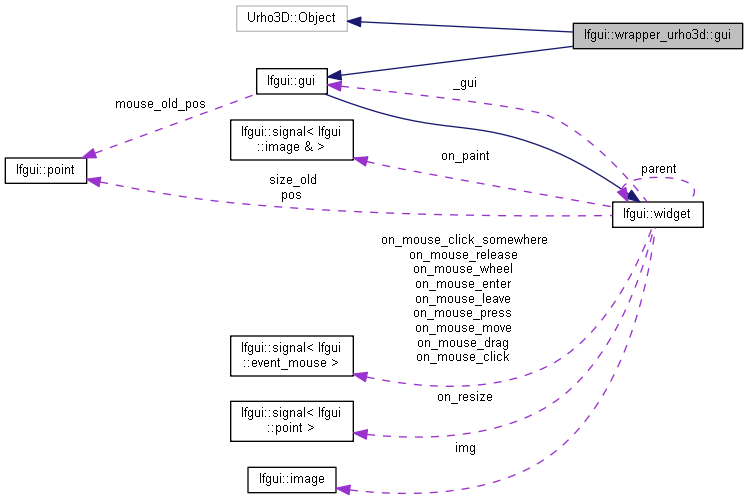 Urho3D::Object
lfgui::wrapper_urho3d::gui
lfgui::gui
_gui
mouse_old_pos
lfgui::signal< lfgui
::image & >
on_paint
parent
lfgui::point
size_old
pos
lfgui::widget
on_mouse_click_somewhere
on_mouse_release
on_mouse_wheel
on_mouse_enter
on_mouse_leave
on_mouse_press
on_mouse_move
on_mouse_drag
on_mouse_click
lfgui::signal< lfgui
::event_mouse >
on_resize
lfgui::signal< lfgui
::point >
img
lfgui::image